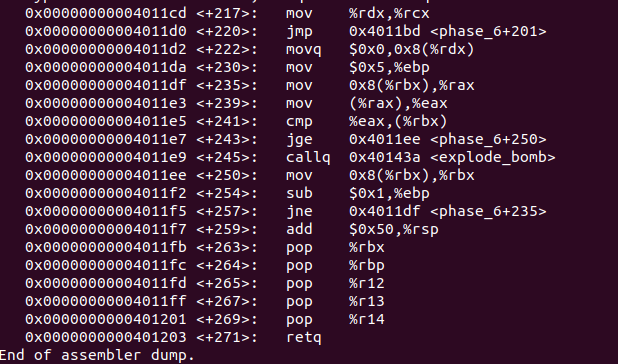 0x00000000004011cd <+217>: mov %rdx,%rcx
0x00000000004011d0 <+220>: jmp 0x4011bd <phase_6+201>
0x00000000004011d2 <+222>: movq $0x0,0x8(%rdx)
0x00000000004011da <+230>: mov $0x5,%ebp
0x00000000004011df <+235>: mov 0x8(%rbx),%rax
0x00000000004011e3 <+239>: mov (%rax),%eax
0x00000000004011e5 <+241>: cmp %eax,(%rbx)
0x00000000004011e7 <+243>: jge 0x4011ee <phase_6+250>
0x00000000004011e9 <+245>: callq 0x40143a <explode_bomb>
0x00000000004011ee <+250>: mov 0x8(%rbx),%rbx
0x00000000004011f2 <+254>: sub $0x1,%ebp
0x00000000004011f5 <+257>: jne 0x4011df <phase_6+235>
0x00000000004011f7 <+259>: add $0x50,%rsp
0x00000000004011fb <+263>: pop %rbx
0x00000000004011fc <+264>: pop %rbp
0x00000000004011fd <+265>: pop %r12
0x00000000004011ff <+267>: pop %r13
0x0000000000401201 <+269>: pop %r14
0x0000000000401203 <+271>: retq
End of assembler dump.